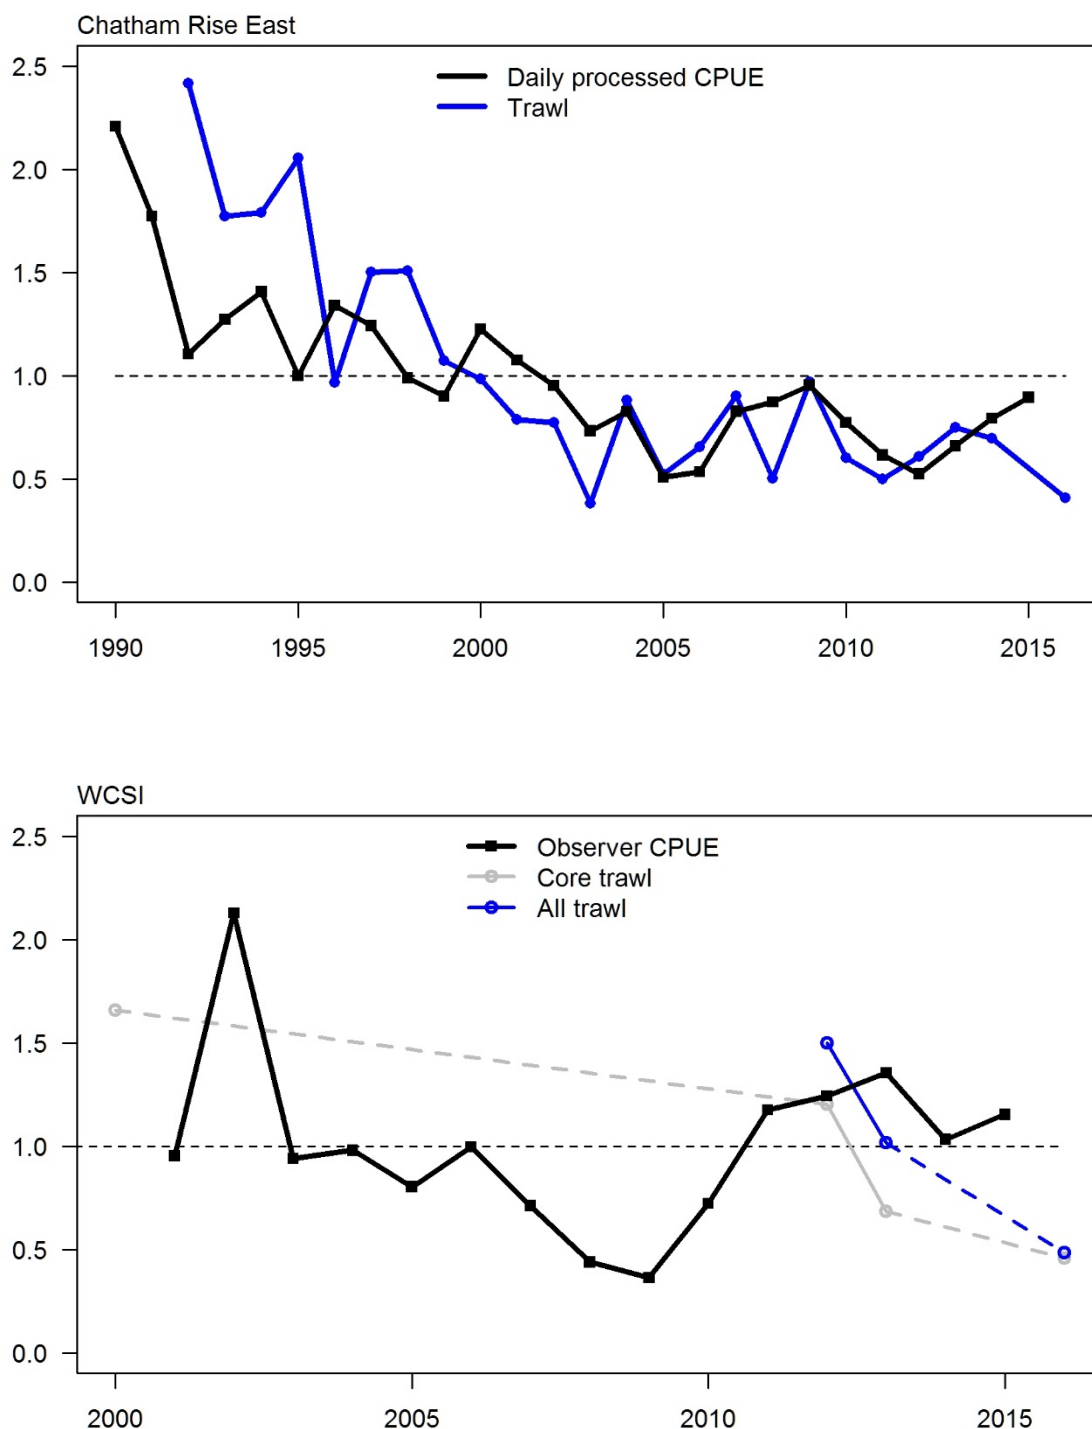 Chatham Rise East
2.5
2.0
1.5
1.0
0.5
0.0
Daily processed CPUE
Trawl
1990 1995 2000 2005 2010 2015
WCSI
2.5
2.0
1.5
1.0
0.5
0.0
Observer CPUE
Core trawl
All trawl
2000 2005 2010 2015